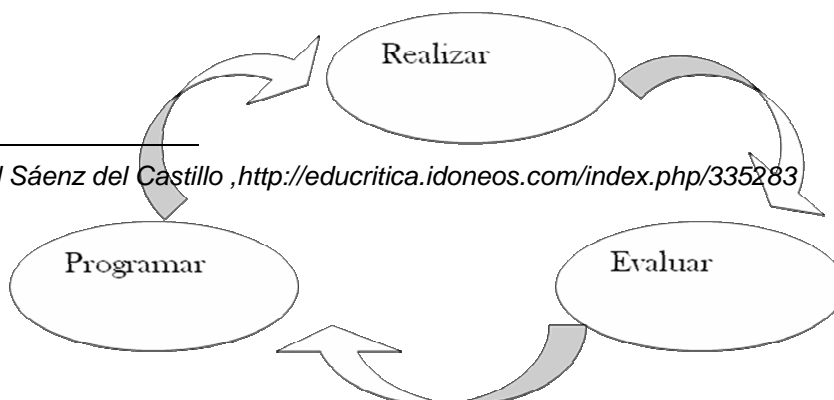 Realizar
Sáenz del Castillo ,http://educritica.idoneos.com/index.php/335283
Programar
Evaluar